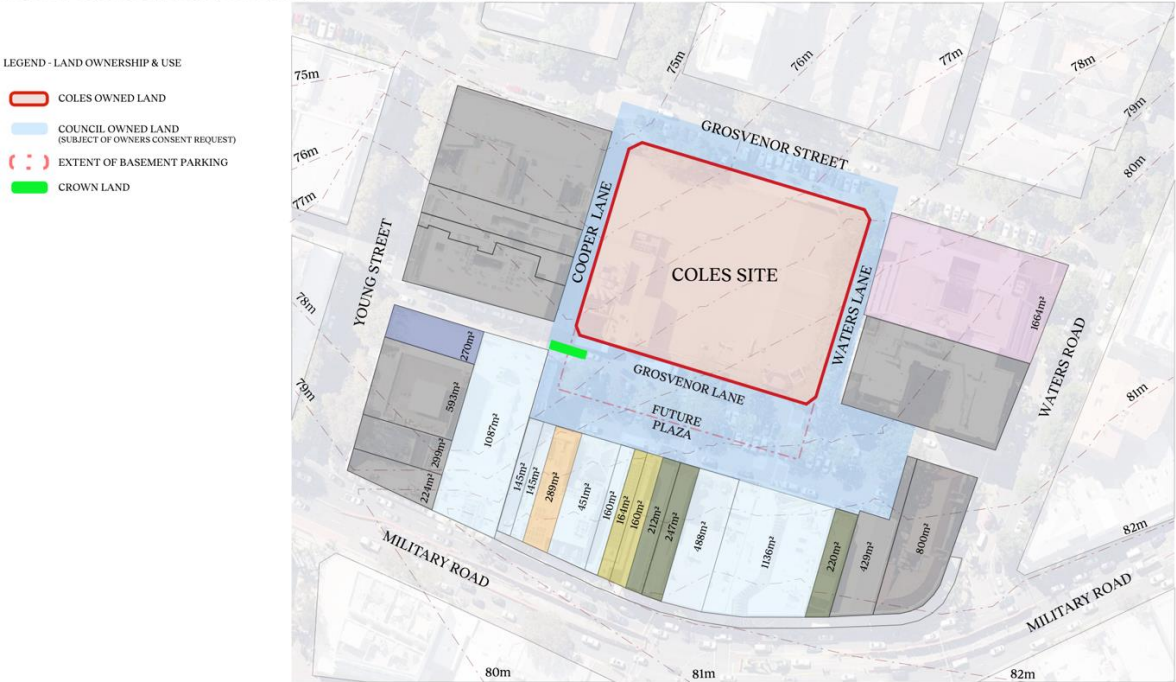 LEGEND - LAND OWNERSHIP & USE
COLES OWNED LAND
COUNCIL OWNED LAND
(SUBJECT OF OWNERS CONSENT REQUEST)
EXTENT OF BASEMENT PARKING
CROWN LAND
75m
76m
77m
78m
79m
75m
76m
77m
78m
79m
80m
81m
82m
80m
81m
82m
GROSVENOR STREET
COOPER LANE
YOUNG STREET
COLES SITE
WATERS LANE
WATERS ROAD
GROSVENOR LANE
FUTURE
PLAZA
MILITARY ROAD
MILITARY ROAD
1664m²
270m²
593m²
299m²
224m²
1087m²
145m²
145m²
289m²
451m²
160m²
164m²
160m²
212m²
247m²
488m²
1136m²
220m²
429m²
800m²